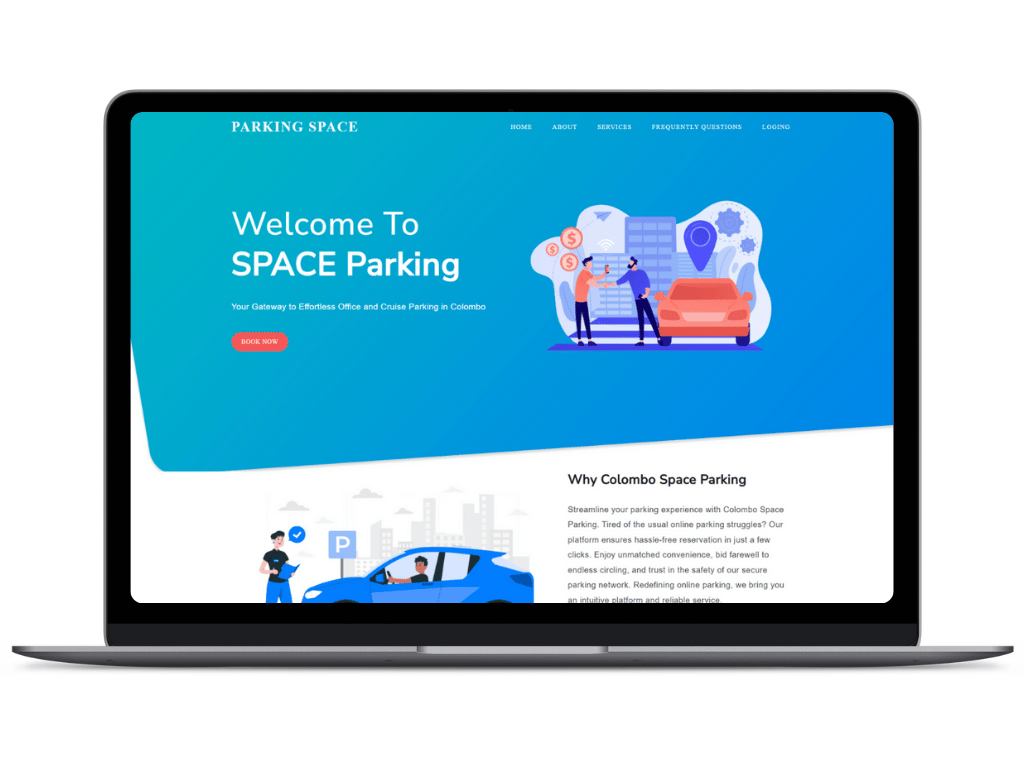 PARKING SPACE
HOME ABOUT SERVICES FREQUENTLY QUESTIONS LOGING
Welcome To
SPACE Parking
Your Gateway to Effortless Office and Cruise Parking in Colombo
BOOK NOW
$
$
$
Why Colombo Space Parking
Streamline your parking experience with Colombo Space
Parking. Tired of the usual online parking struggles? Our
platform ensures hassle-free reservation in just a few
clicks. Enjoy unmatched convenience, bid farewell to
endless circling, and trust in the safety of our secure
parking network. Redefining online parking, we bring you
an intuitive platform and reliable service.
P